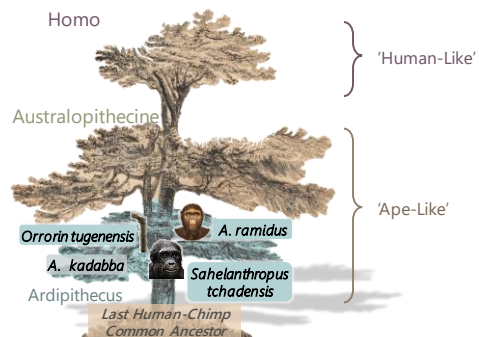 Homo
'Human-Like'
Australopithecine
'Ape-Like'
Orrorin tugenensis
A. ramidus
A. kadabba
Sahelanthropus
tchadensis
Ardipithecus
Last Human-Chimp
Common Ancestor